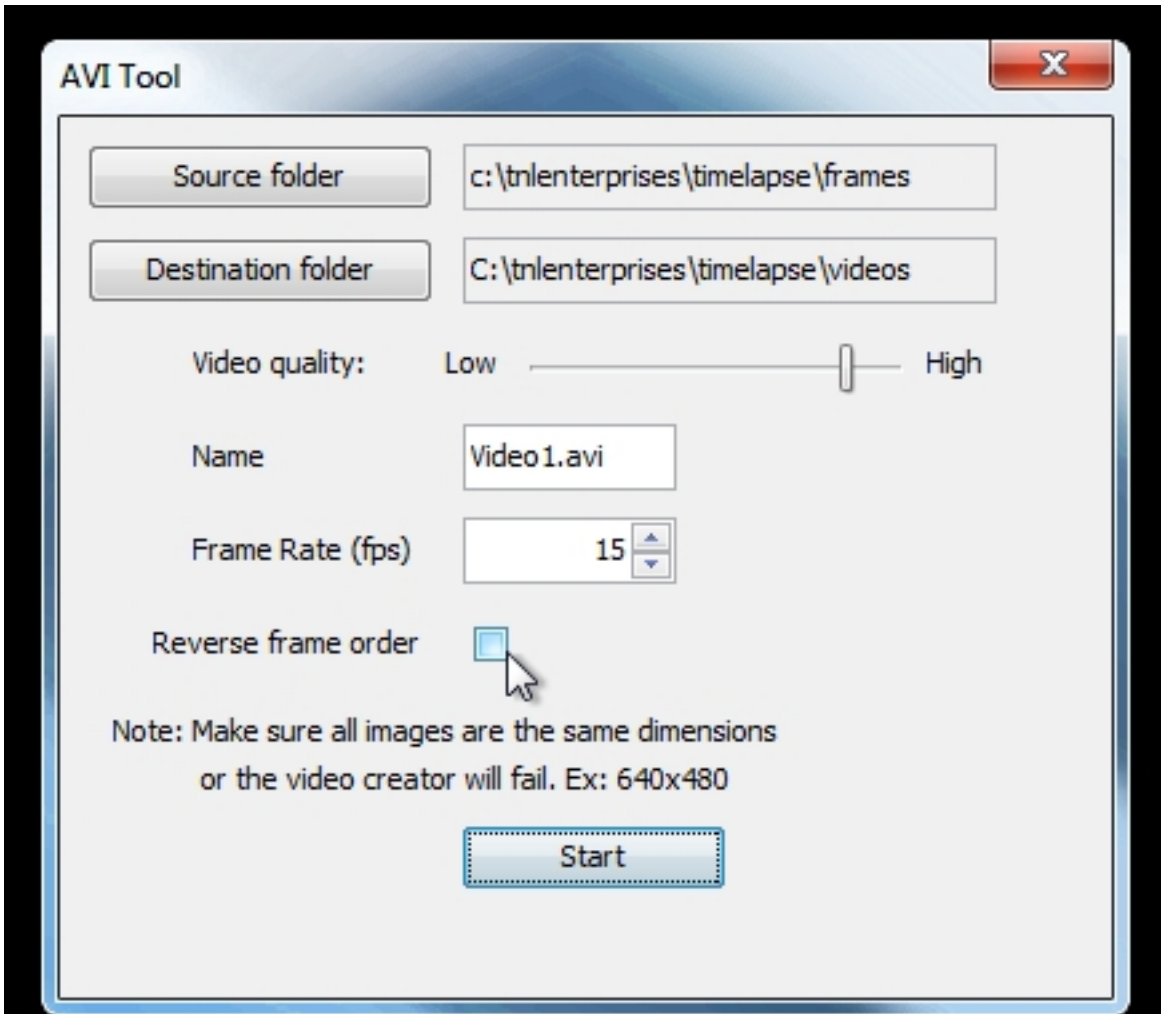 AVI Tool
Source folder c:\tnlenterprises\timelapse\frames
Destination folder C:\tnlenterprises\timelapse\videos
Video quality: Low High
Name Video1.avi
Frame Rate (fps) 15
Reverse frame order
Note: Make sure all images are the same dimensions
or the video creator will fail. Ex: 640x480
Start